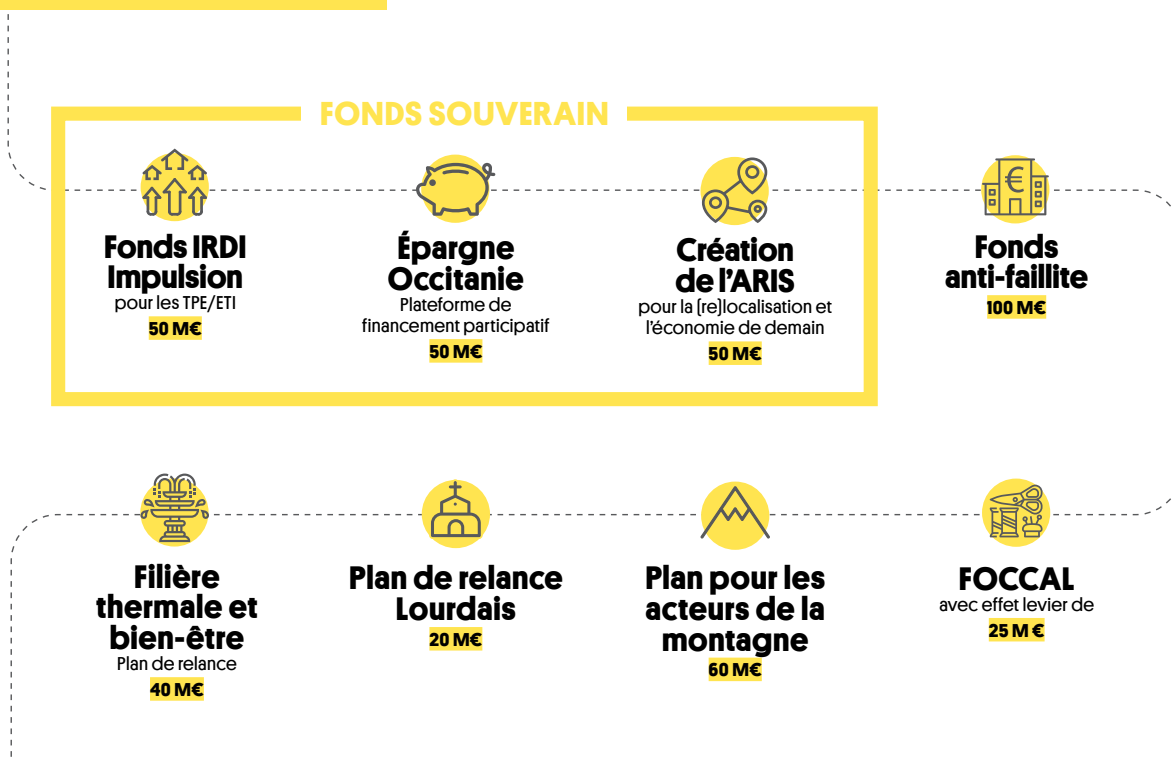 FONDS SOUVERAIN
Fonds IRDI
Impulsion
pour les TPE/ETI
50 M€
Épargne
Occitanie
Plateforme de
financement participatif
50 M€
Création
de l'ARIS
pour la (re)localisation et
l'économie de demain
50 M€
Fonds
anti-faillite
100 M€
Filière
thermale et
bien-être
Plan de relance
40 M€
Plan de relance
Lourdais
20 M€
Plan pour les
acteurs de la
montagne
60 M€
FOCCAL
avec effet levier de
25 M €